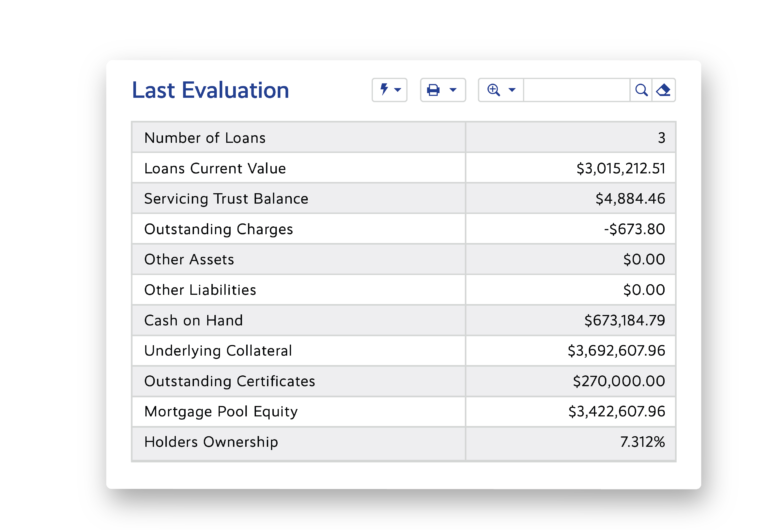 Last Evaluation
Number of Loans 3
Loans Current Value $3,015,212.51
Servicing Trust Balance $4,884.46
Outstanding Charges -$673.80
Other Assets $0.00
Other Liabilities $0.00
Cash on Hand $673,184.79
Underlying Collateral $3,692,607.96
Outstanding Certificates $270,000.00
Mortgage Pool Equity $3,422,607.96
Holders Ownership 7.312%